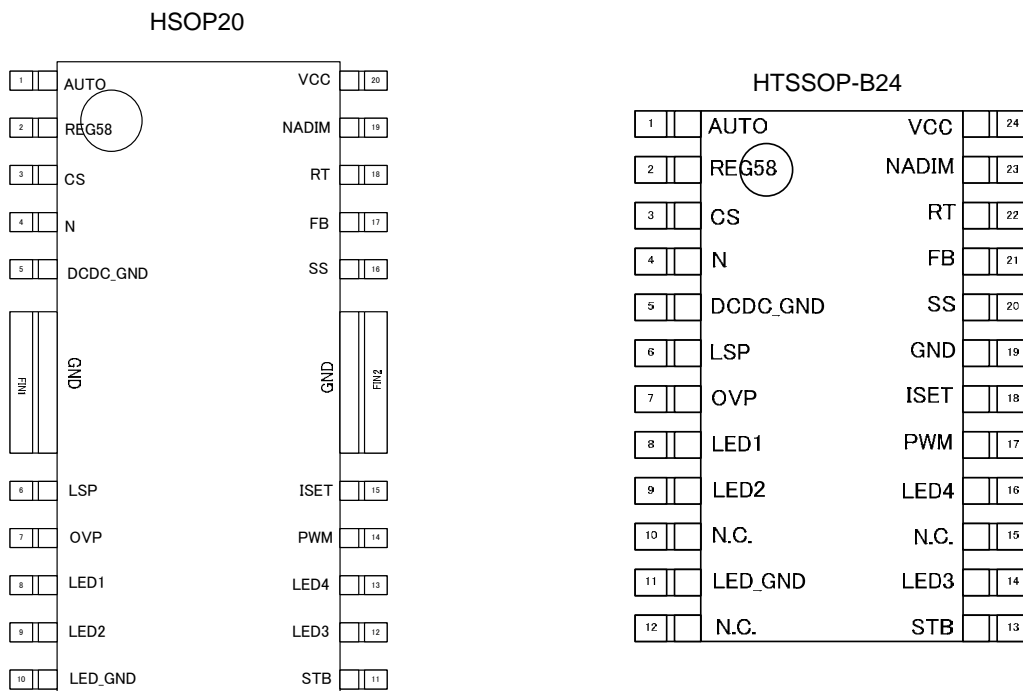 HSOP20
1 AUTO VCC 20
2 REG58 NADIM 19
3 CS RT 18
4 N FB 17
5 DCDC_GND SS 16
FIN1 GND GND FIN2
6 LSP ISET 15
7 OVP PWM 14
8 LED1 LED4 13
9 LED2 LED3 12
10 LED_GND STB 11
HTSSOP-B24
1 AUTO VCC 24
2 REG58 NADIM 23
3 CS RT 22
4 N FB 21
5 DCDC_GND SS 20
6 LSP GND 19
7 OVP ISET 18
8 LED1 PWM 17
9 LED2 LED4 16
10 N.C. N.C. 15
11 LED_GND LED3 14
12 N.C. STB 13